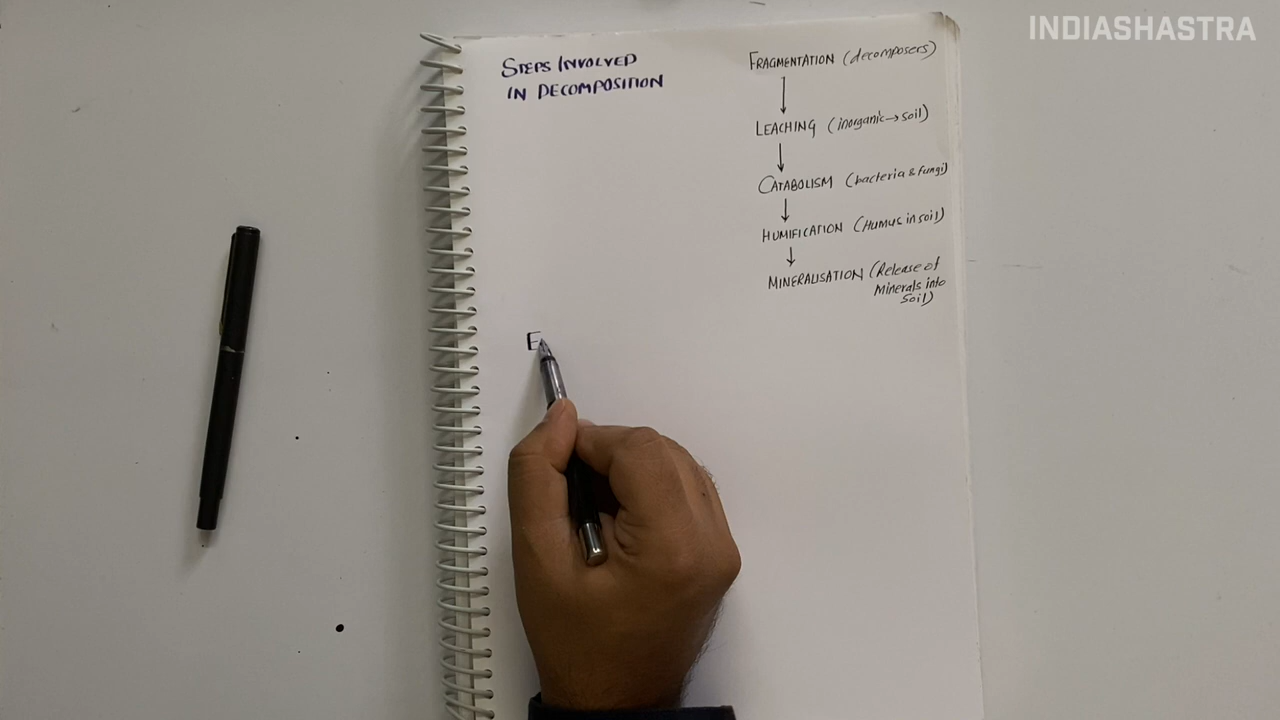 INDIASHASTRA
STEPS INVOLVED
IN DECOMPOSITION
FRAGMENTATION (decomposers)
LEACHING (inorganic→soil)
CATABOLISM (bacteria & fungi)
HUMIFICATION (Humus in soil)
MINERALISATION (Release of
Minerals into
soil)
E